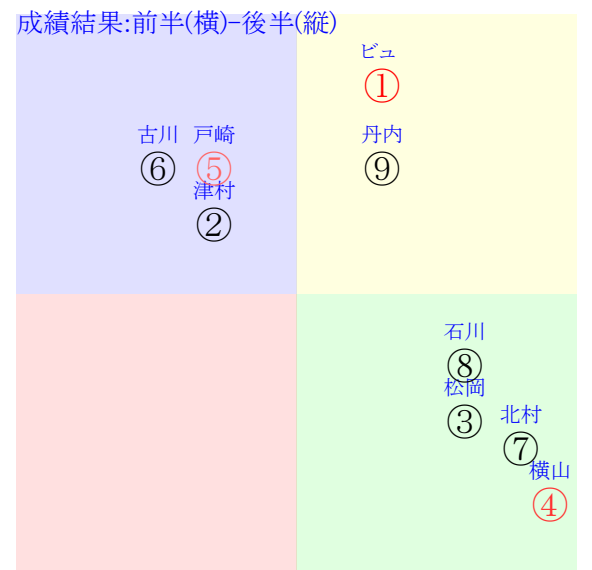 成績結果:前半(横)-後半(縦)
ビュ
①
古川 戸崎 丹内
⑥ ⑤ ⑨
津村
②
石川
⑧
松岡
③
北村
⑦
横山
④